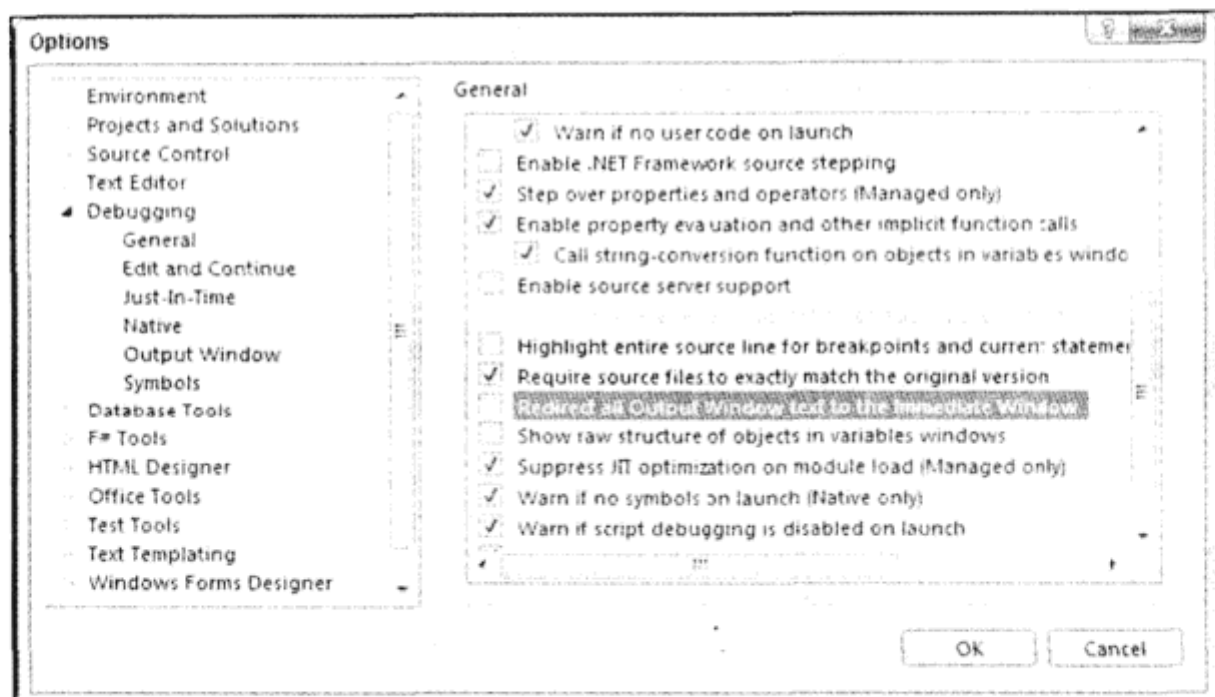 Options
Environment
Projects and Solutions
Source Control
Text Editor
Debugging
General
Edit and Continue
Just-In-Time
Native
Output Window
Symbols
Database Tools
F# Tools
HTML Designer
Office Tools
Test Tools
Text Templating
Windows Forms Designer
General
Warn if no user code on launch
Enable .NET Framework source stepping
Step over properties and operators (Managed only)
Enable property evaluation and other implicit function calls
Call string-conversion function on objects in variables windo
Enable source server support
Highlight entire source line for breakpoints and current statemer
Require source files to exactly match the original version
Redirect all Output Window text to the Immediate Window
Show raw structure of objects in variables windows
Suppress JIT optimization on module load (Managed only)
Warn if no symbols on launch (Native only)
Warn if script debugging is disabled on launch
OK
Cancel